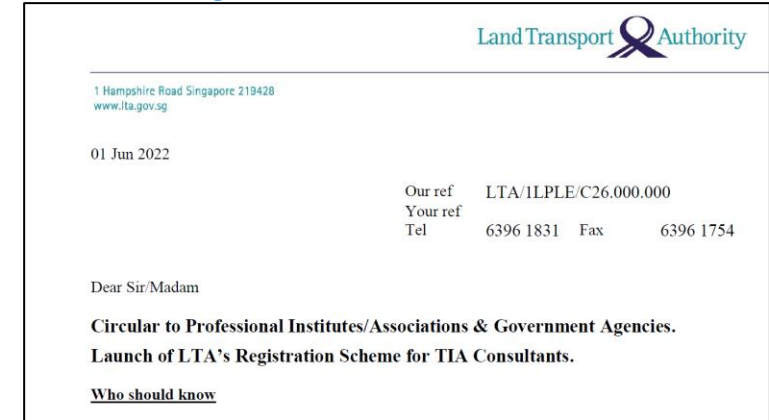 Land Transport Authority
1 Hampshire Road Singapore 219428
www.lta.gov.sg
01 Jun 2022
Our ref LTA/1LPLE/C26.000.000
Your ref
Tel 6396 1831 Fax 6396 1754
Dear Sir/Madam
Circular to Professional Institutes/Associations & Government Agencies.
Launch of LTA's Registration Scheme for TIA Consultants.
Who should know